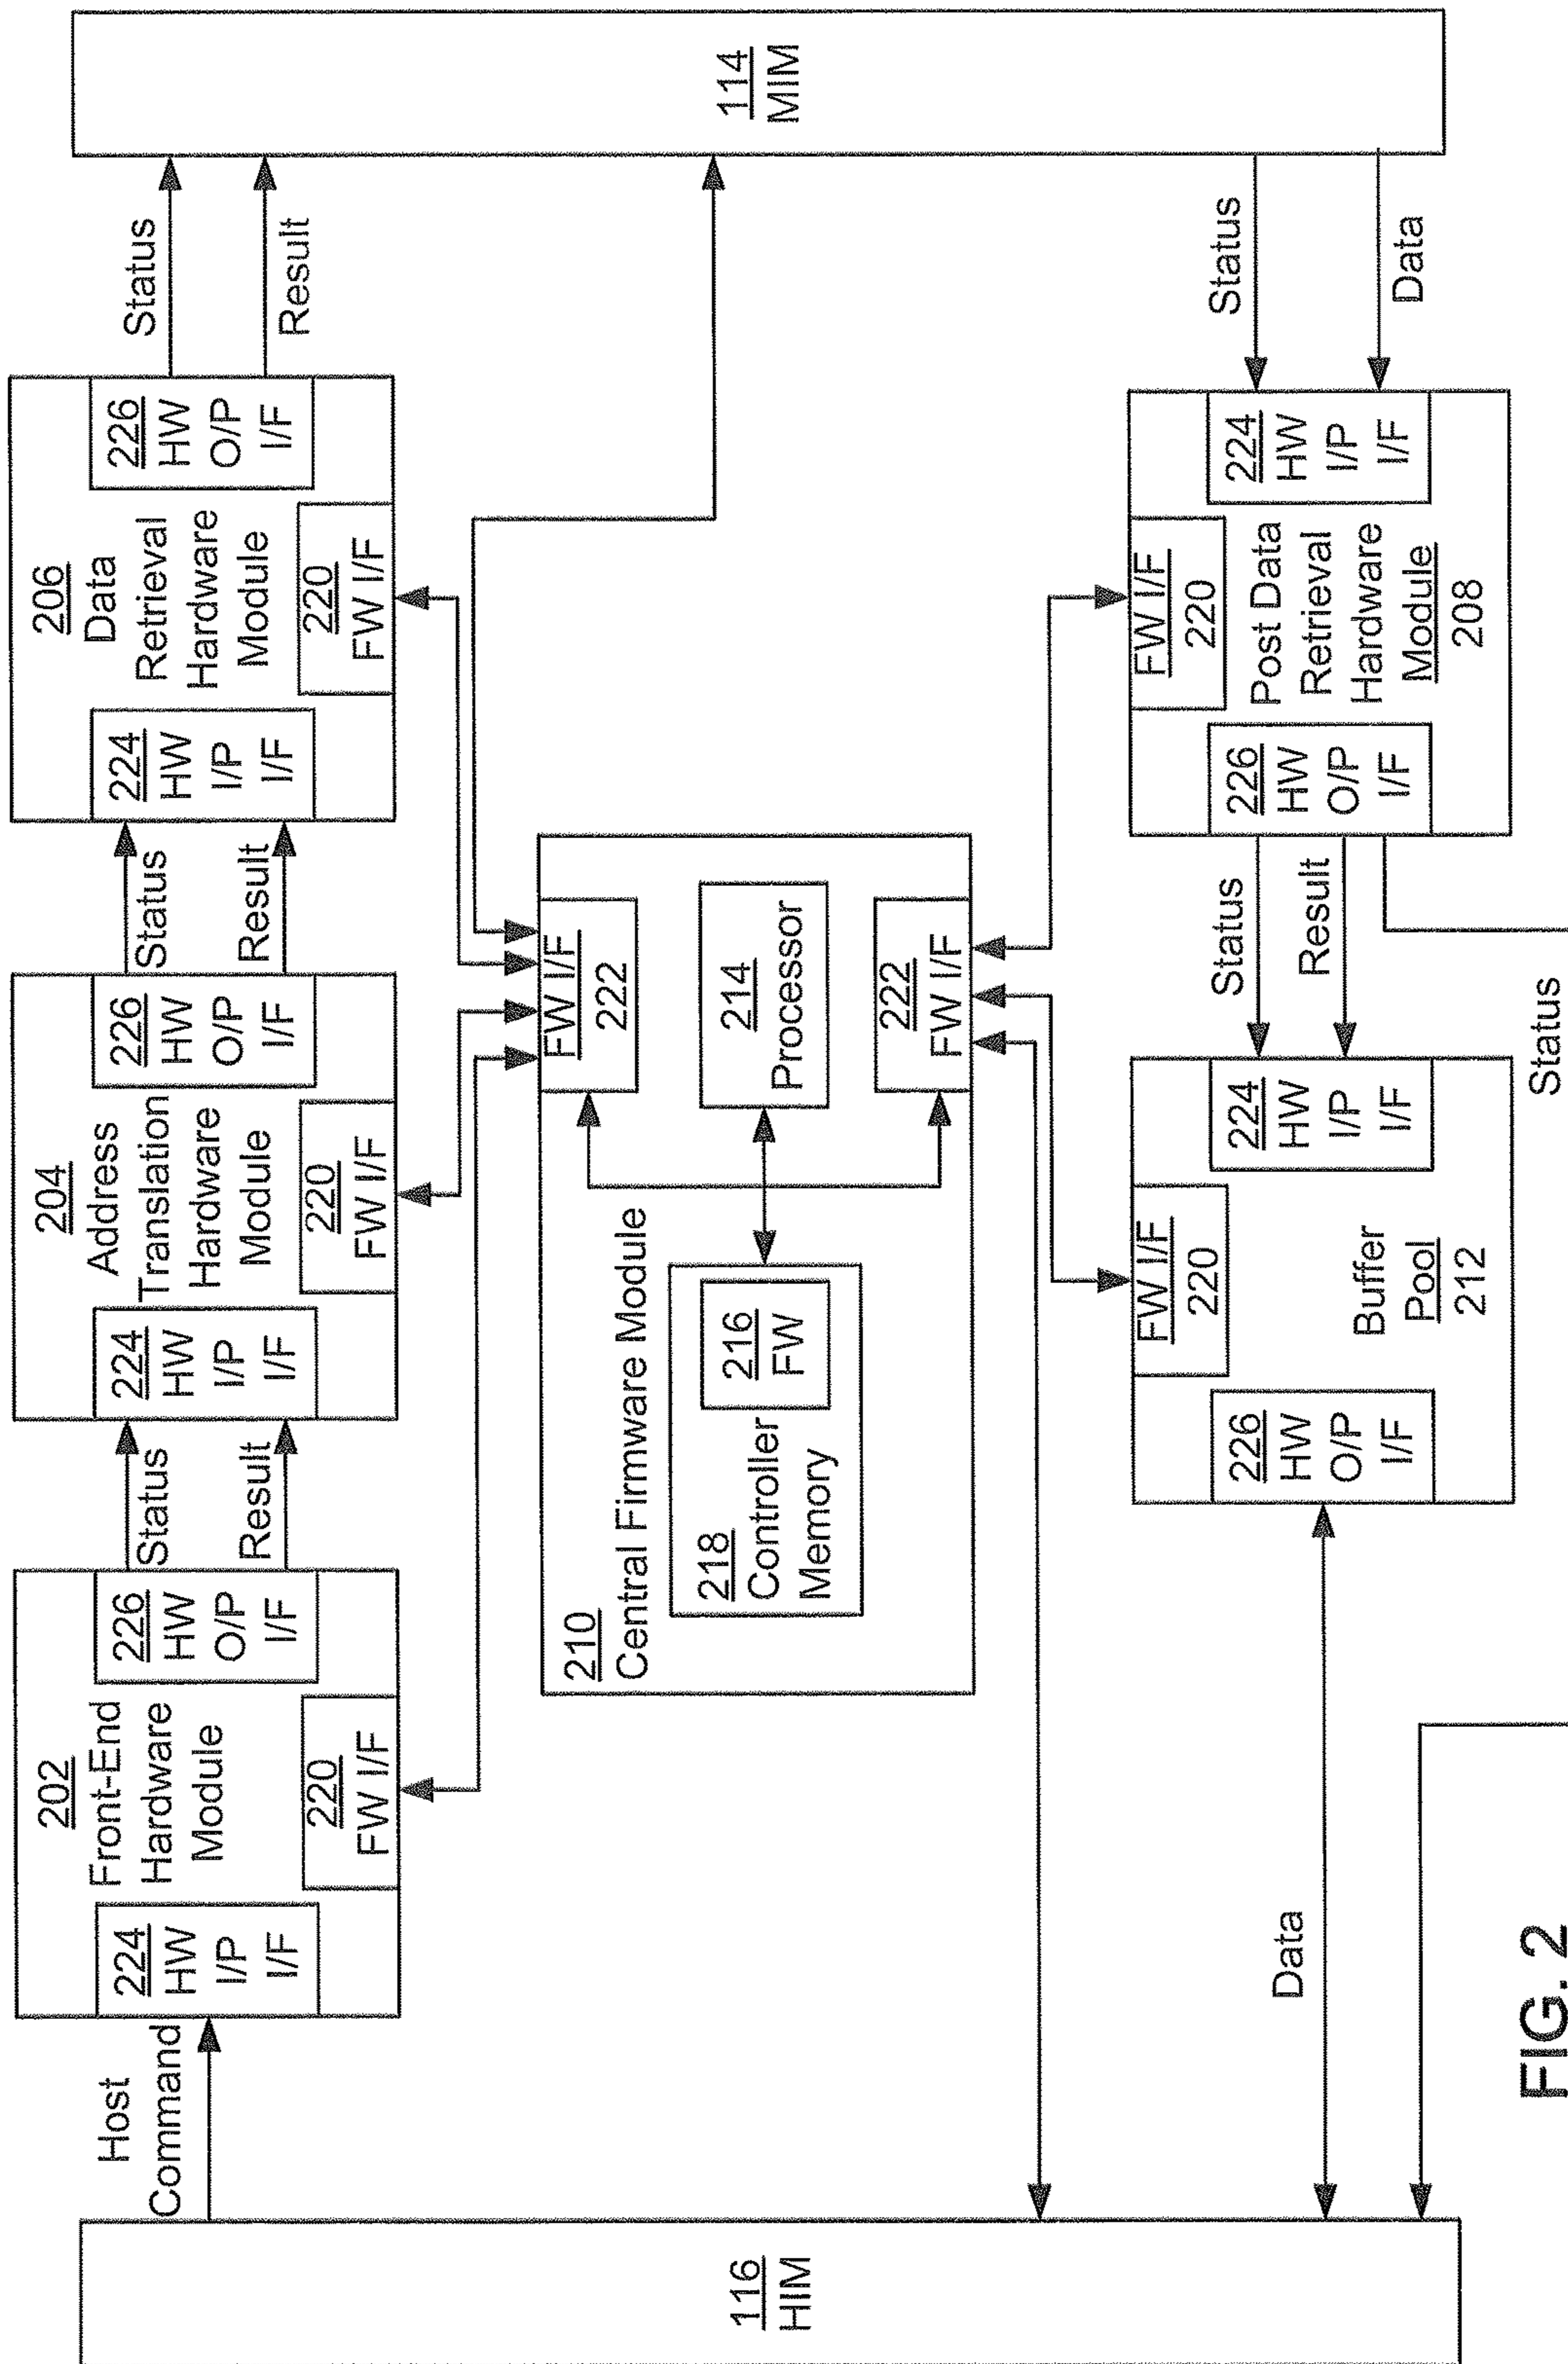 116
HIM
Host
Command
202
Front-End
Hardware
Module
224
HW
I/P
I/F
226
HW
O/P
I/F
220
FW I/F
Status
Result
204
Address
Translation
Hardware
Module
224
HW
I/P
I/F
226
HW
O/P
I/F
220
FW I/F
Status
Result
206
Data
Retrieval
Hardware
Module
224
HW
I/P
I/F
226
HW
O/P
I/F
220
FW I/F
Status
Result
114
MIM
210
Central Firmware Module
218
Controller
Memory
216
FW
214
Processor
FW I/F
222
222
FW I/F
Data
226
HW
O/P
I/F
FW I/F
220
Buffer
Pool
212
224
HW
I/P
I/F
Status
Result
Status
226
HW
O/P
I/F
FW I/F
220
Post Data
Retrieval
Hardware
Module
208
224
HW
I/P
I/F
Status
Data
FIG. 2